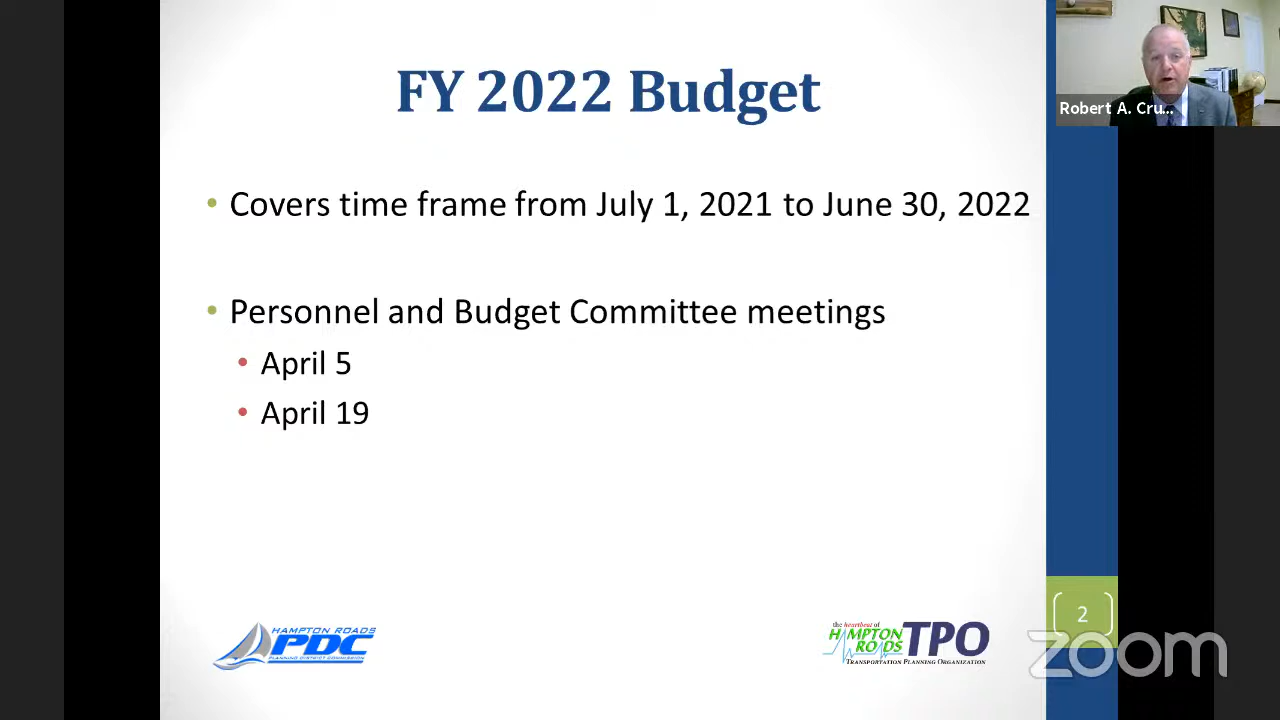 FY 2022 Budget
Robert A. Cru...
• Covers time frame from July 1, 2021 to June 30, 2022
• Personnel and Budget Committee meetings
• April 5
• April 19
HAMPTON ROADS
PDC
PLANNING DISTRICT COMMISSION
the heartbeat of
HAMPTON
ROADS
TPO
TRANSPORTATION PLANNING ORGANIZATION
2
zoom